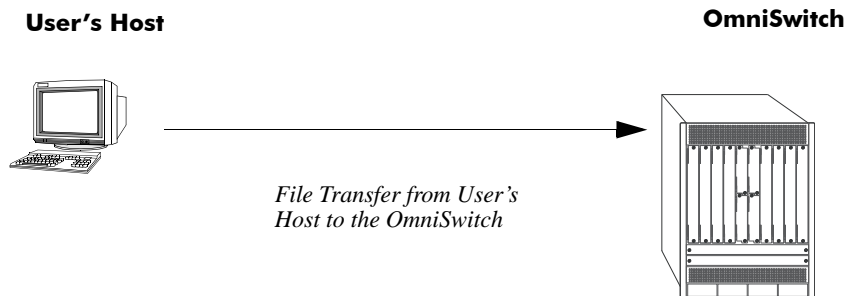 User's Host
OmniSwitch
File Transfer from User's
Host to the OmniSwitch